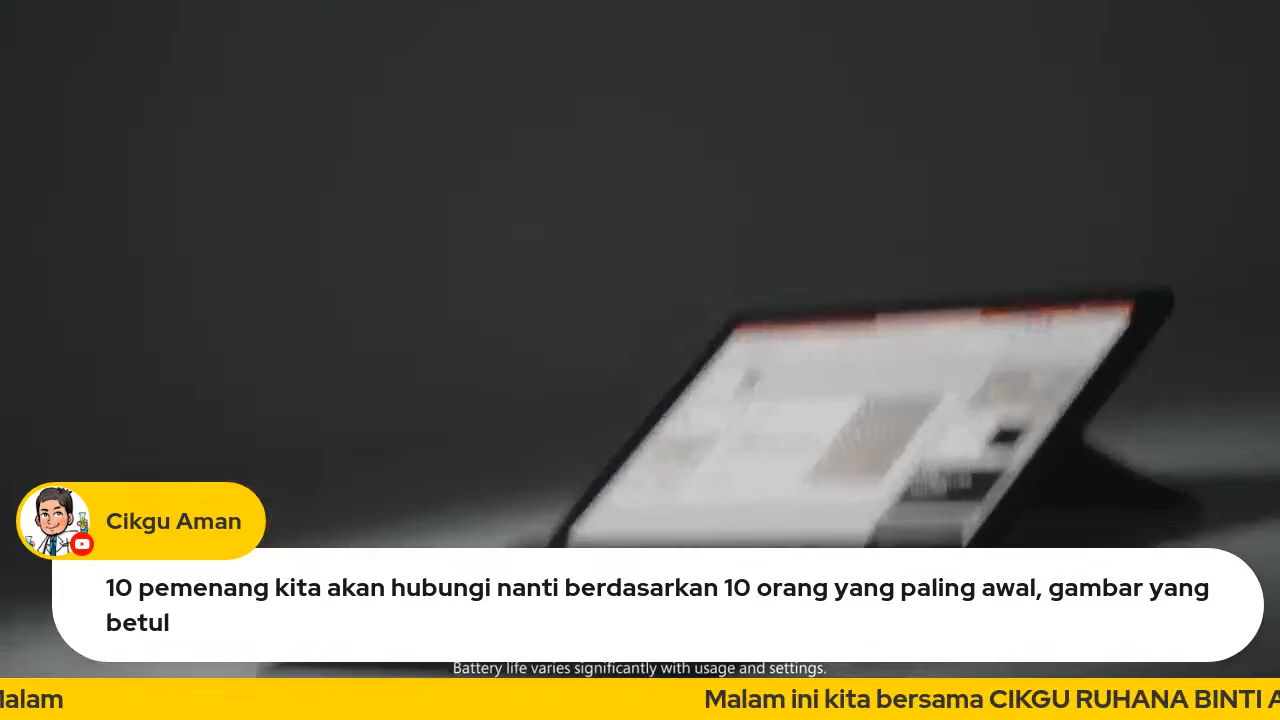 Cikgu Aman
10 pemenang kita akan hubungi nanti berdasarkan 10 orang yang paling awal, gambar yang
betul
Battery life varies significantly with usage and settings.
Malam Malam ini kita bersama CIKGU RUHANA BINTI